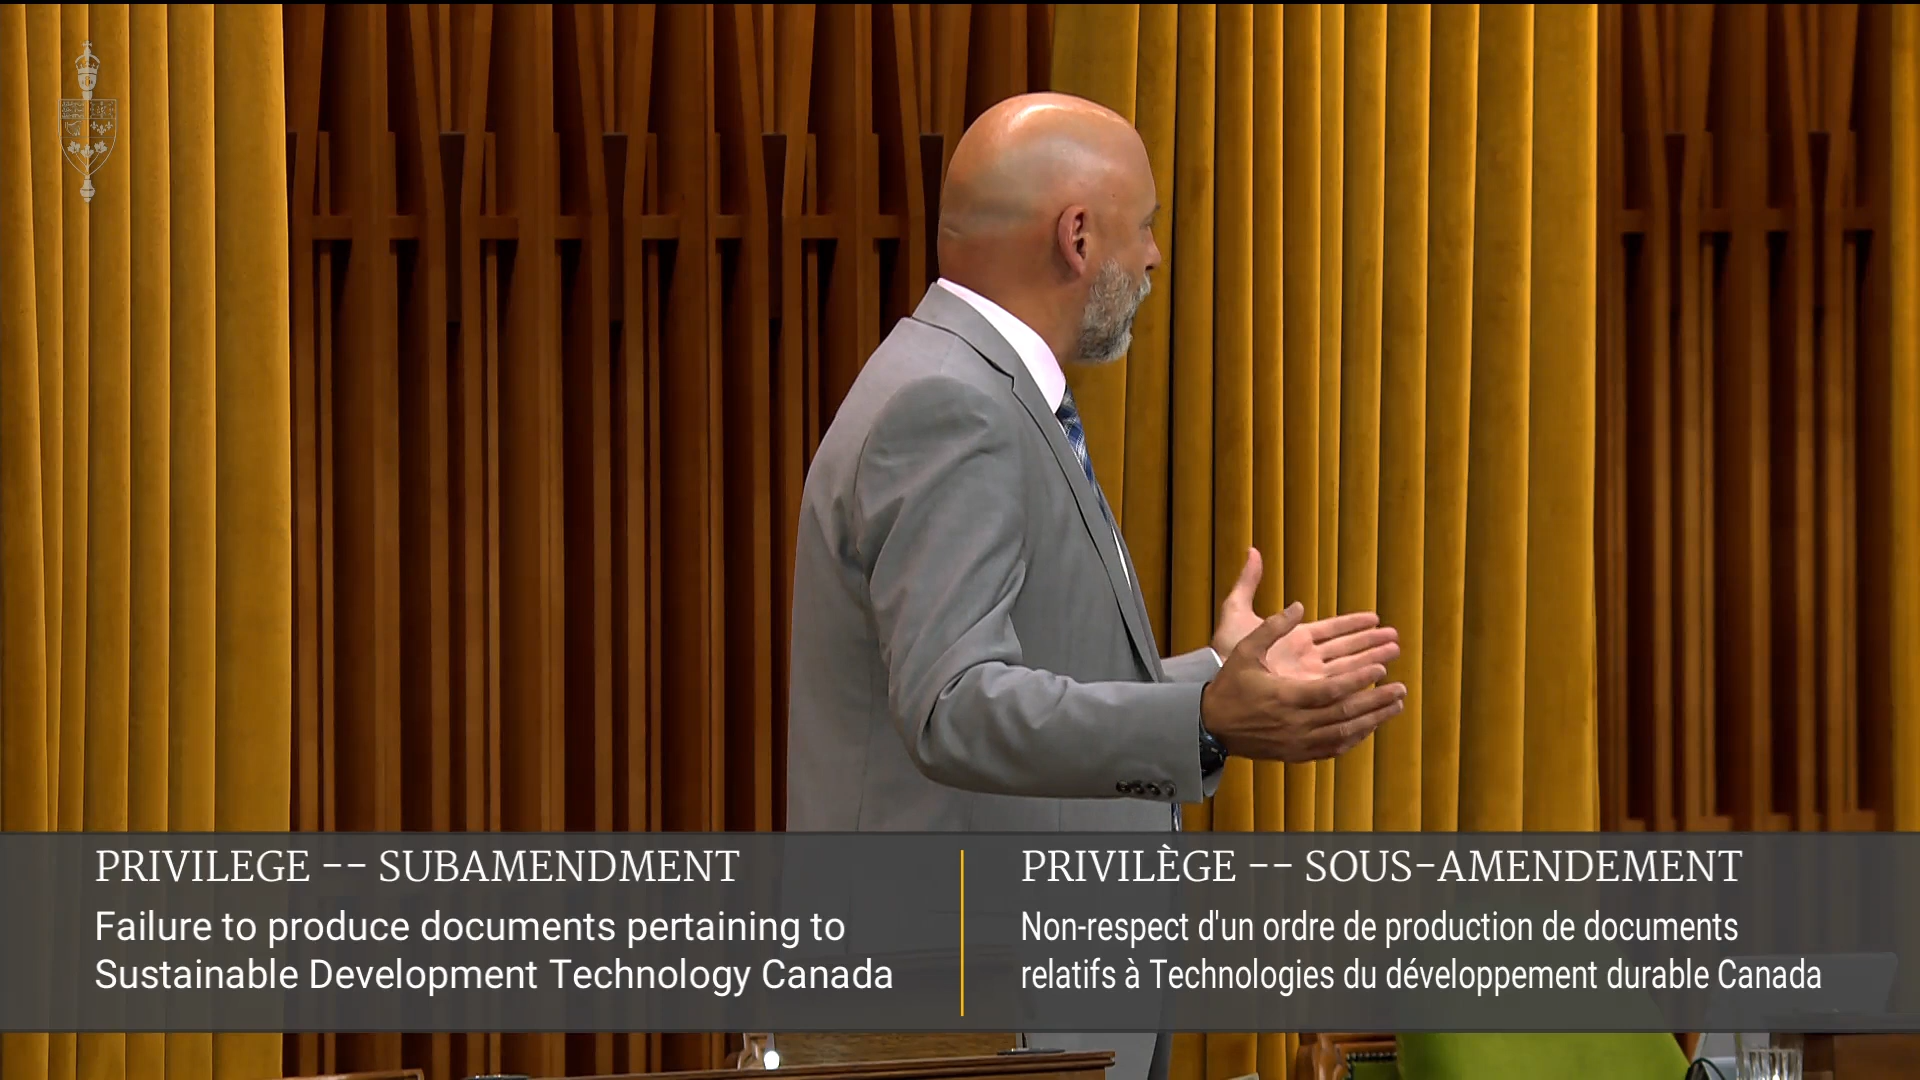 PRIVILEGE -- SUBAMENDMENT
Failure to produce documents pertaining to
Sustainable Development Technology Canada
PRIVILÈGE -- SOUS-AMENDEMENT
Non-respect d'un ordre de production de documents
relatifs à Technologies du développement durable Canada